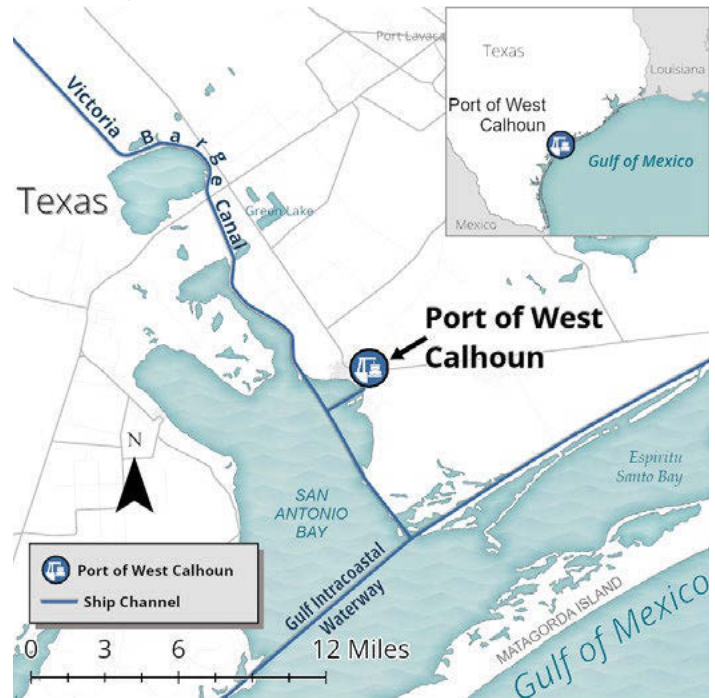 Port Lavaca
Texas
Louisiana
Port of West
Calhoun
Gulf of Mexico
Mexico
Victoria Barge Canal
Texas
Green Lake
Port of West
Calhoun
N
Espiritu
Santo Bay
SAN
ANTONIO
BAY
Gulf Intracoastal
Waterway
MATAGORDA ISLAND
Gulf of Mexico
Port of West Calhoun
Ship Channel
0 3 6 12 Miles